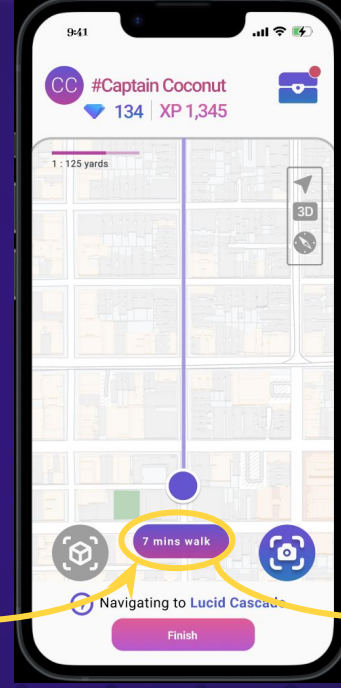 9:41
CC #Captain Coconut
134 XP 1,345
1 : 125 yards
3D
7 mins walk
Navigating to Lucid Cascade
Finish